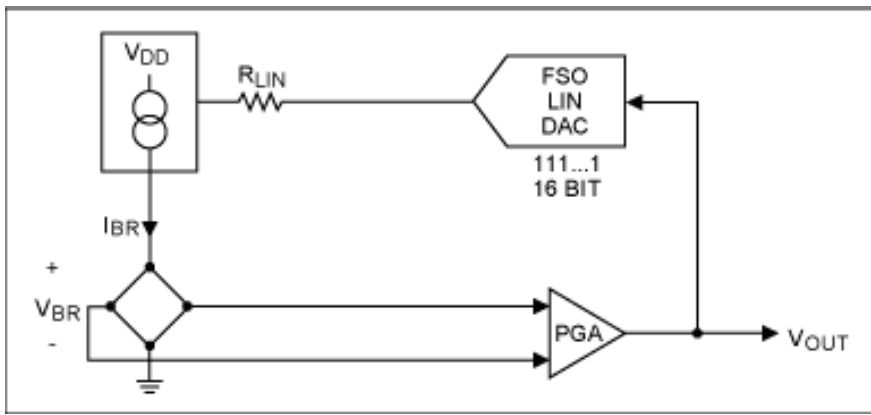 VDD
RLIN
FSO
LIN
DAC
111...1
16 BIT
IBR
+
VBR
-
PGA
VOUT